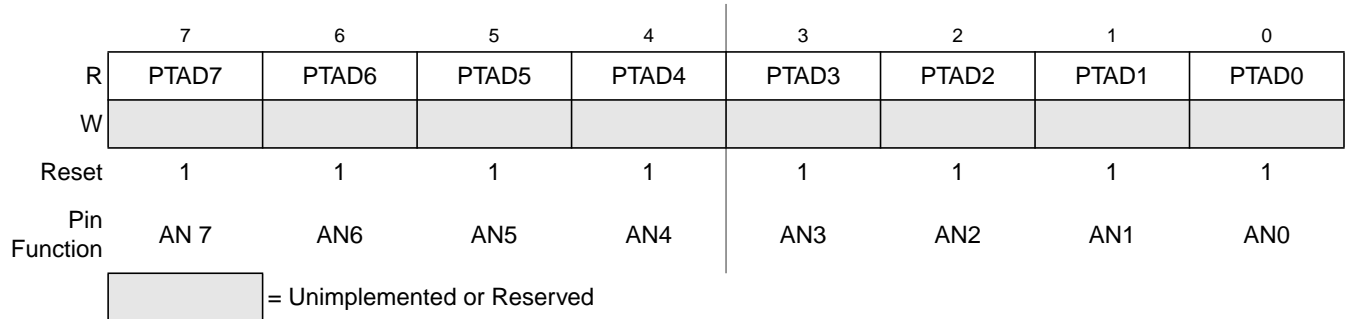 7 6 5 4 3 2 1 0
R PTAD7 PTAD6 PTAD5 PTAD4 PTAD3 PTAD2 PTAD1 PTAD0
W
Reset 1 1 1 1 1 1 1 1
Pin
Function AN 7 AN6 AN5 AN4 AN3 AN2 AN1 AN0
= Unimplemented or Reserved